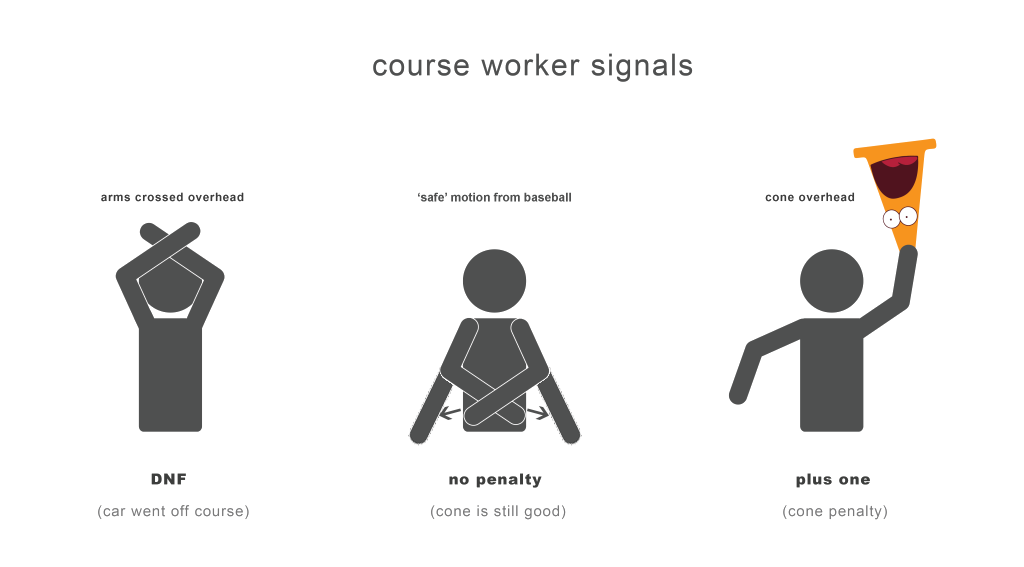 course worker signals
arms crossed overhead
‘safe’ motion from baseball
cone overhead
DNF
no penalty
plus one
(car went off course)
(cone is still good)
(cone penalty)